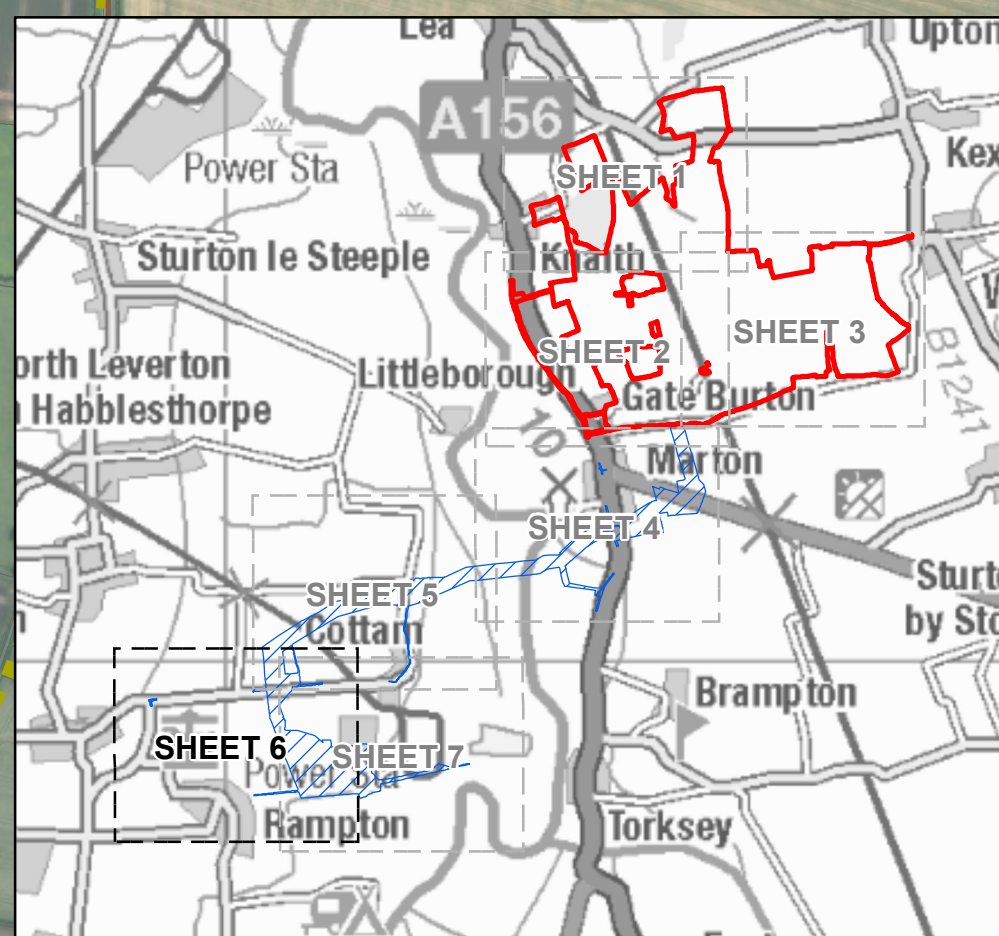 Lea
Upton
A156
Kex
Power Sta
SHEET 1
Sturton le Steeple
Knaith
SHEET 3
SHEET 2
orth Leverton
Littleborough
B1241
Habblesthorpe
Gate Burton
10
Marton
SHEET 4
Sturt
SHEET 5
by Sto
Cottam
Brampton
SHEET 6
SHEET 7
Power Sta
Rampton
Torksey